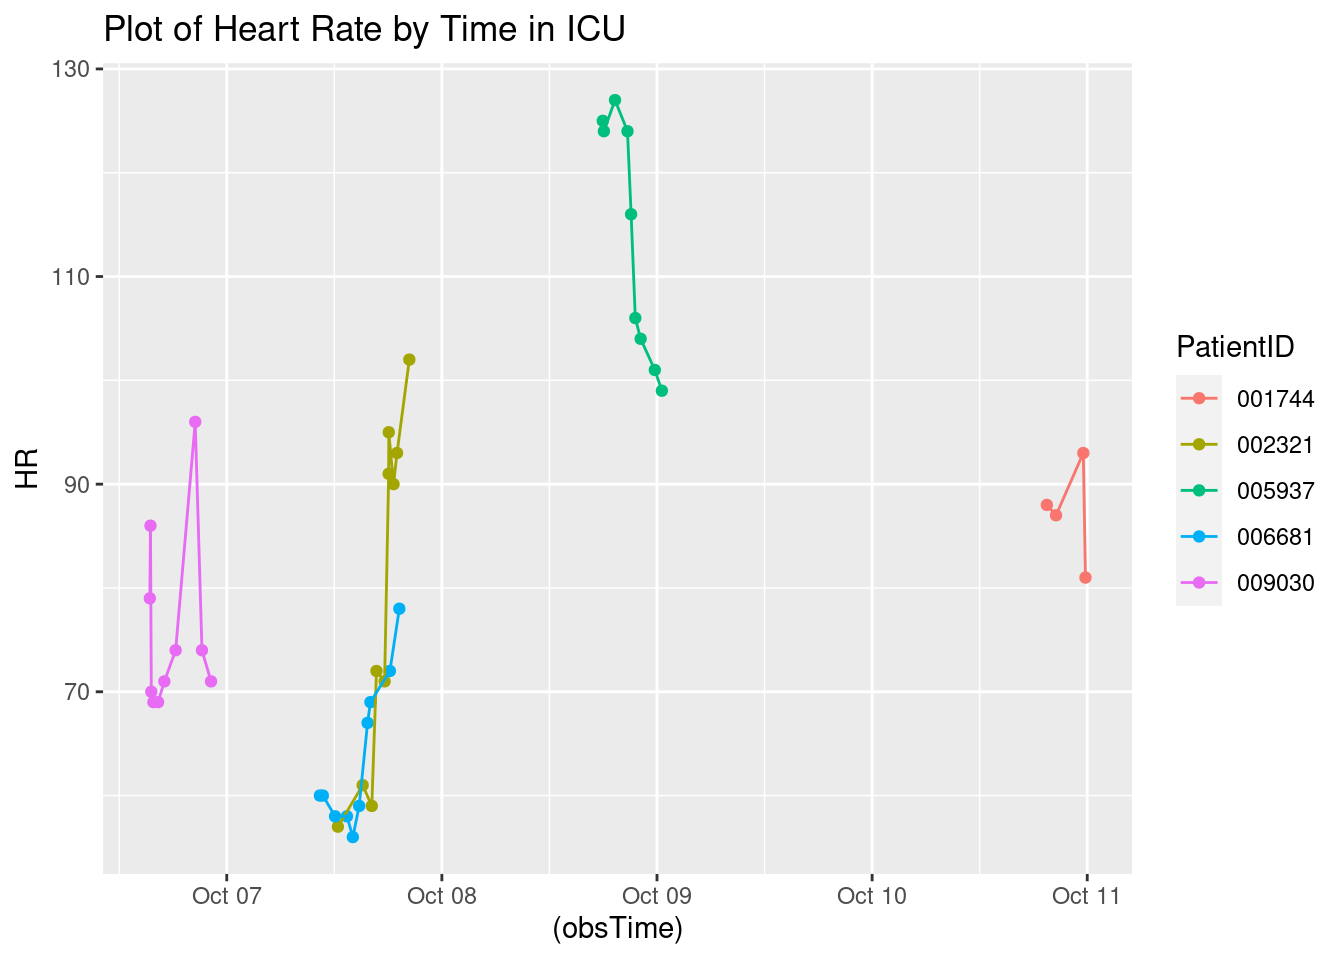 Plot of Heart Rate by Time in ICU
130
110
90
70
HR
Oct 07
Oct 08
Oct 09
Oct 10
Oct 11
(obsTime)
PatientID
001744
002321
005937
006681
009030